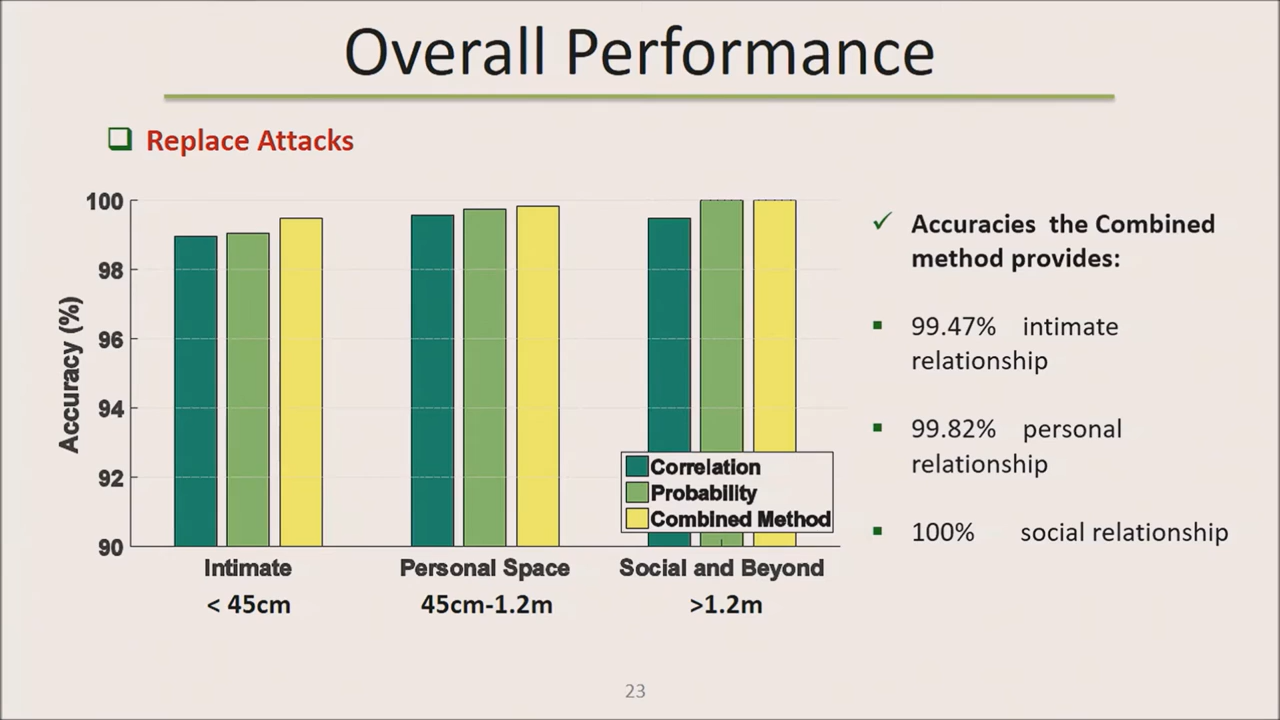 Overall Performance
Replace Attacks
100
98
96
94
92
90
Accuracy (%)
Correlation
Probability
Combined Method
Intimate
Personal Space
Social and Beyond
< 45cm
45cm-1.2m
>1.2m
Accuracies the Combined
method provides:
99.47% intimate
relationship
99.82% personal
relationship
100% social relationship
23